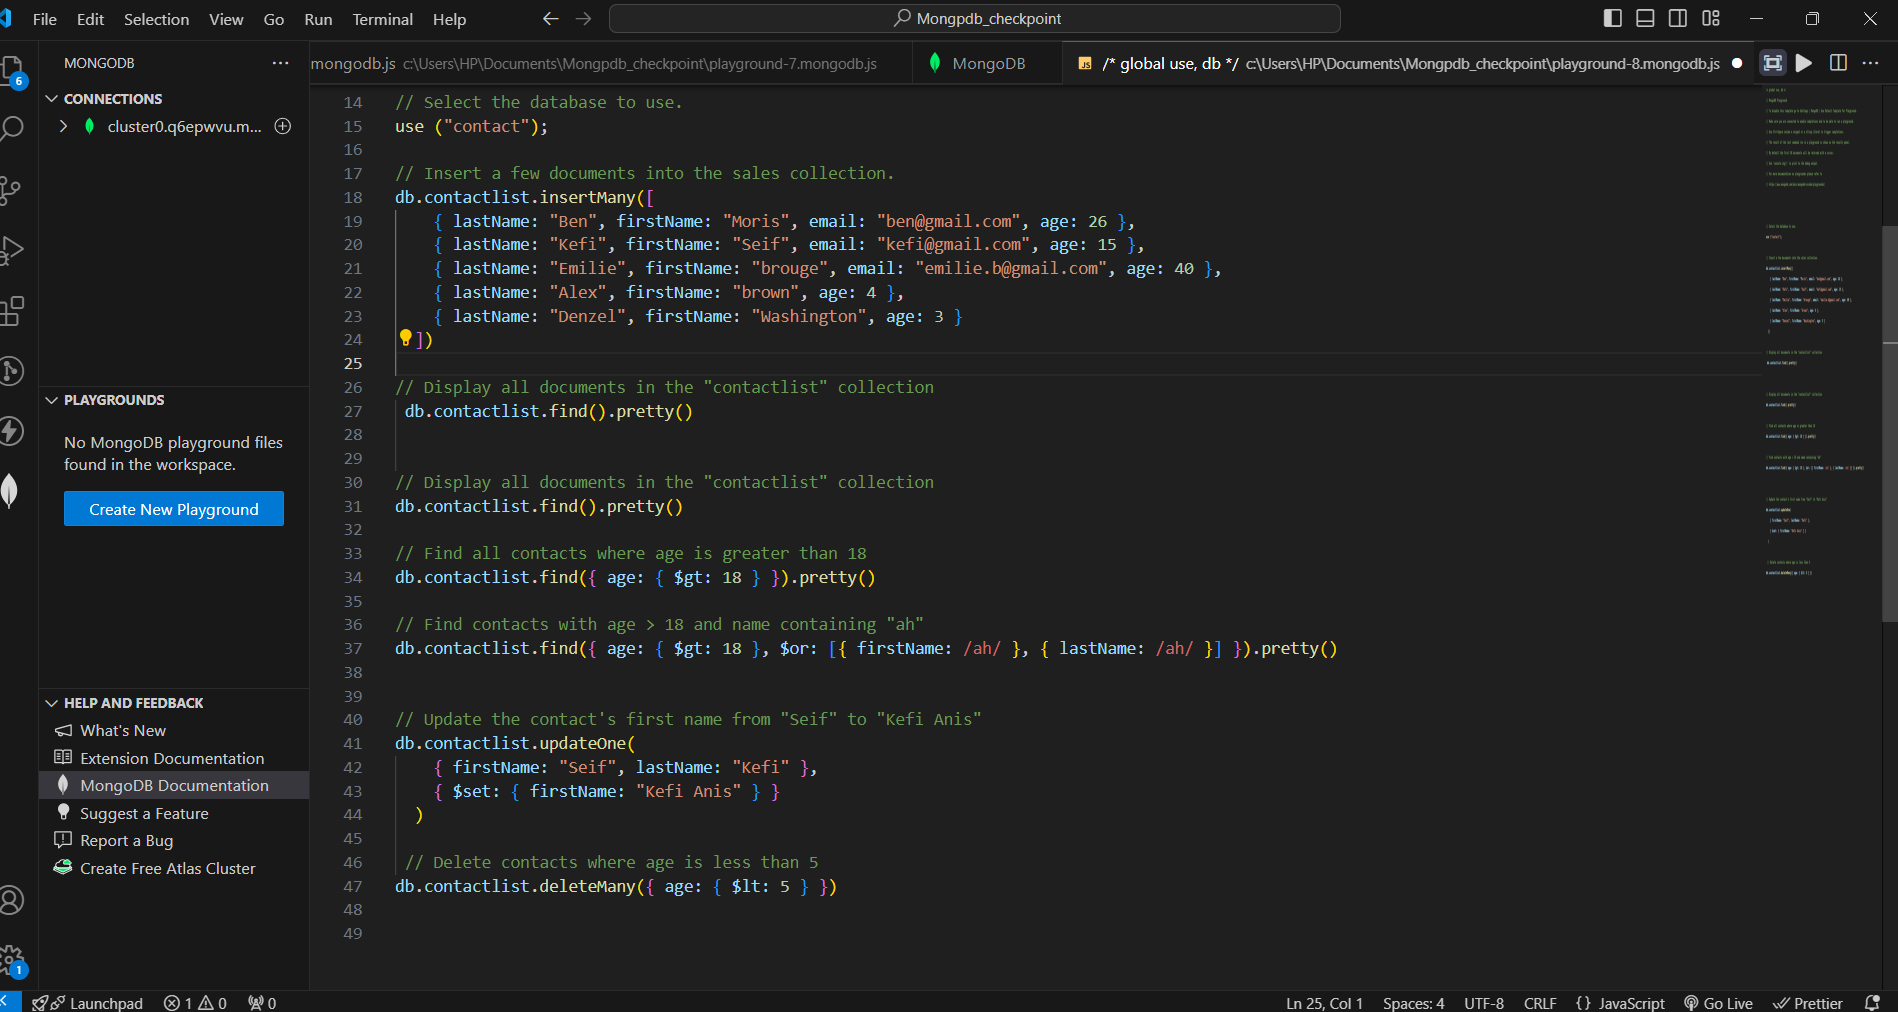 File Edit Selection View Go Run Terminal Help
Mongpdb_checkpoint
MONGODB
mongodb.js c:\Users\HP\Documents\Mongpdb_checkpoint\playground-7.mongodb.js
MongoDB
JS /* global use, db */ c:\Users\HP\Documents\Mongpdb_checkpoint\playground-8.mongodb.js
6
CONNECTIONS
cluster0.q6epwvu.m...
PLAYGROUNDS
No MongoDB playground files
found in the workspace.
Create New Playground
HELP AND FEEDBACK
What's New
Extension Documentation
MongoDB Documentation
Suggest a Feature
Report a Bug
Create Free Atlas Cluster
1
14 // Select the database to use.
15 use ("contact");
16
17 // Insert a few documents into the sales collection.
18 db.contactlist.insertMany([
19 { lastName: "Ben", firstName: "Moris", email: "ben@gmail.com", age: 26 },
20 { lastName: "Kefi", firstName: "Seif", email: "kefi@gmail.com", age: 15 },
21 { lastName: "Emilie", firstName: "brouge", email: "emilie.b@gmail.com", age: 40 },
22 { lastName: "Alex", firstName: "brown", age: 4 },
23 { lastName: "Denzel", firstName: "Washington", age: 3 }
24 ])
25
26 // Display all documents in the "contactlist" collection
27 db.contactlist.find().pretty()
28
29
30 // Display all documents in the "contactlist" collection
31 db.contactlist.find().pretty()
32
33 // Find all contacts where age is greater than 18
34 db.contactlist.find({ age: { $gt: 18 } }).pretty()
35
36 // Find contacts with age > 18 and name containing "ah"
37 db.contactlist.find({ age: { $gt: 18 }, $or: [{ firstName: /ah/ }, { lastName: /ah/ }] }).pretty()
38
39
40 // Update the contact's first name from "Seif" to "Kefi Anis"
41 db.contactlist.updateOne(
42 { firstName: "Seif", lastName: "Kefi" },
43 { $set: { firstName: "Kefi Anis" } }
44 )
45
46 // Delete contacts where age is less than 5
47 db.contactlist.deleteMany({ age: { $lt: 5 } })
48
49
Launchpad 1 0 0
Ln 25, Col 1 Spaces: 4 UTF-8 CRLF {} JavaScript Go Live Prettier